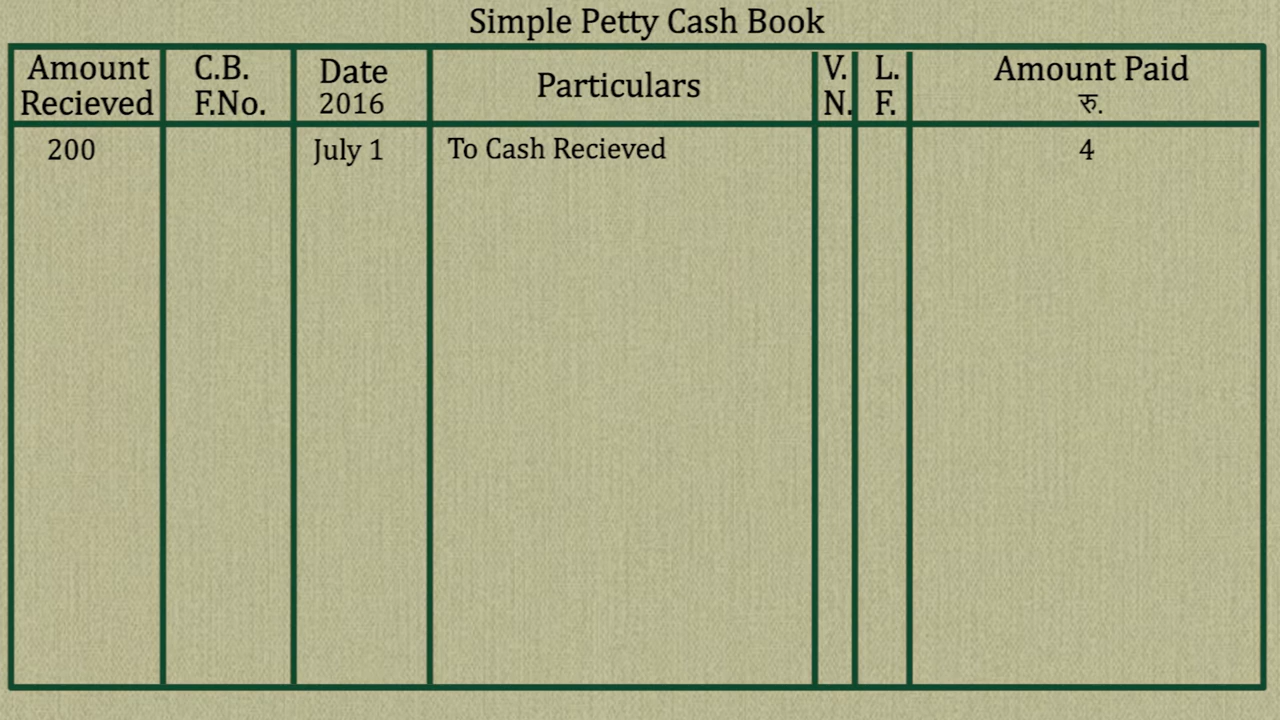 Simple Petty Cash Book
Amount Recieved C.B. F.No. Date 2016 Particulars V. N. L. F. Amount Paid रु.
200 July 1 To Cash Recieved 4